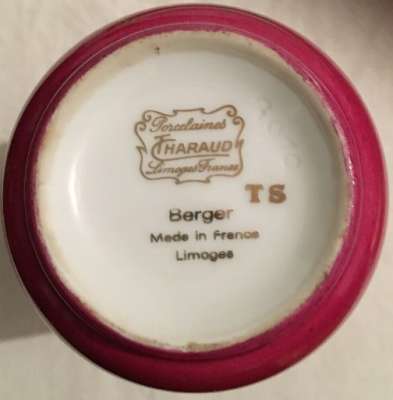 Porcelaines
THARAUD
Limoges France
TS
Berger
Made in France
Limoges